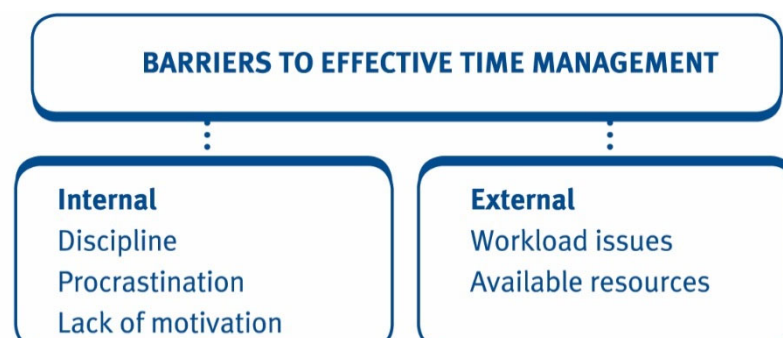 BARRIERS TO EFFECTIVE TIME MANAGEMENT
Internal
Discipline
Procrastination
Lack of motivation
External
Workload issues
Available resources